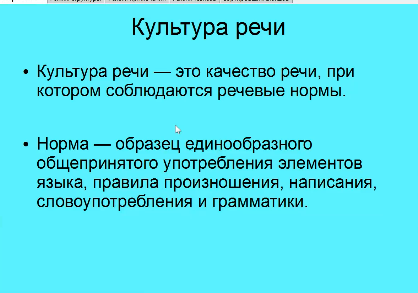 Культура речи
• Культура речи — это качество речи, при
котором соблюдаются речевые нормы.
• Норма — образец единообразного
общепринятого употребления элементов
языка, правила произношения, написания,
словоупотребления и грамматики.